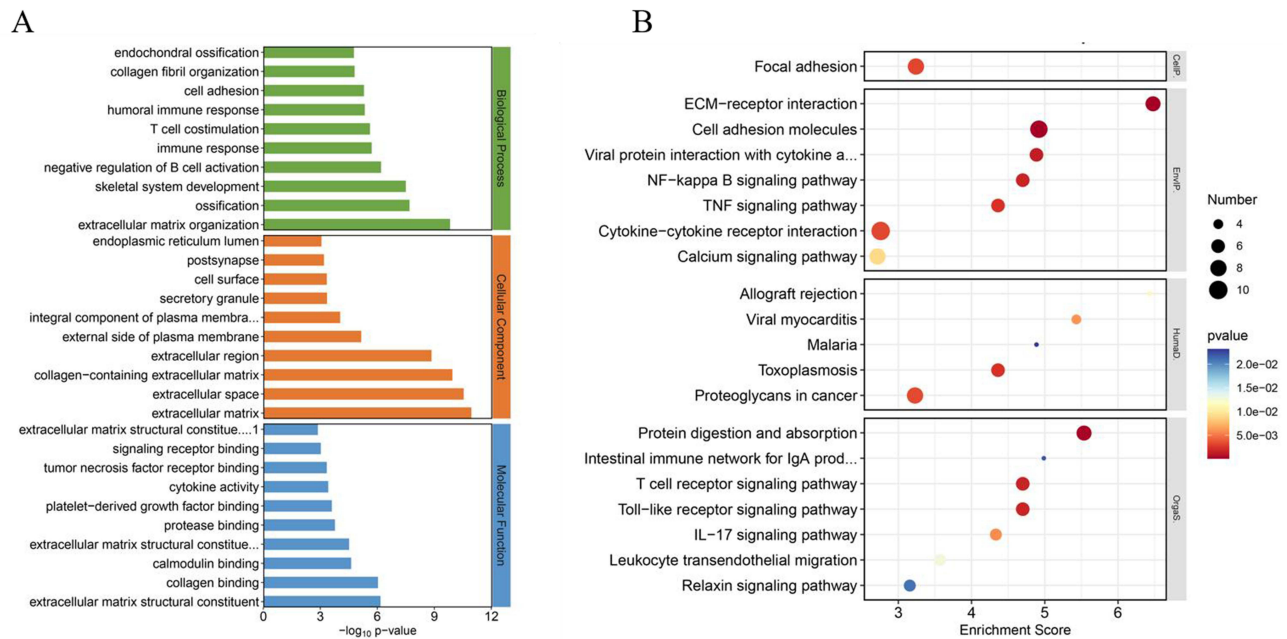 A
endochondral ossification
collagen fibril organization
cell adhesion
humoral immune response
T cell costimulation
immune response
negative regulation of B cell activation
skeletal system development
ossification
extracellular matrix organization
Biological Process
endoplasmic reticulum lumen
postsynapse
cell surface
secretory granule
integral component of plasma membra...
external side of plasma membrane
extracellular region
collagen-containing extracellular matrix
extracellular space
extracellular matrix
Cellular Component
extracellular matrix structural constitue....1
signaling receptor binding
tumor necrosis factor receptor binding
cytokine activity
platelet-derived growth factor binding
protease binding
extracellular matrix structural constitue...
calmodulin binding
collagen binding
extracellular matrix structural constituent
Molecular Function
0 3 6 9 12
−log₁₀ p-value
B
Focal adhesion
CellP.
ECM−receptor interaction
Cell adhesion molecules
Viral protein interaction with cytokine a...
NF−kappa B signaling pathway
TNF signaling pathway
Cytokine−cytokine receptor interaction
Calcium signaling pathway
EnvIP.
Allograft rejection
Viral myocarditis
Malaria
Toxoplasmosis
Proteoglycans in cancer
HumaD.
Protein digestion and absorption
Intestinal immune network for IgA prod...
T cell receptor signaling pathway
Toll−like receptor signaling pathway
IL−17 signaling pathway
Leukocyte transendothelial migration
Relaxin signaling pathway
OrgaS.
3 4 5 6
Enrichment Score
Number
4
6
8
10
pvalue
2.0e−02
1.5e−02
1.0e−02
5.0e−03